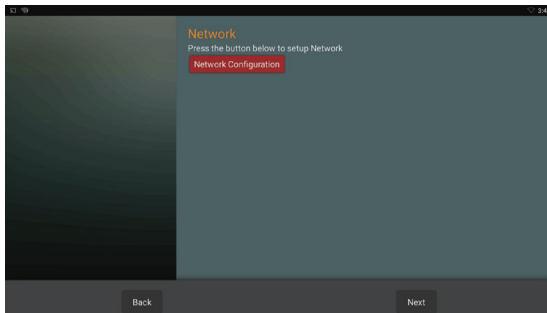 Network
Press the button below to setup Network
Network Configuration
Back
Next